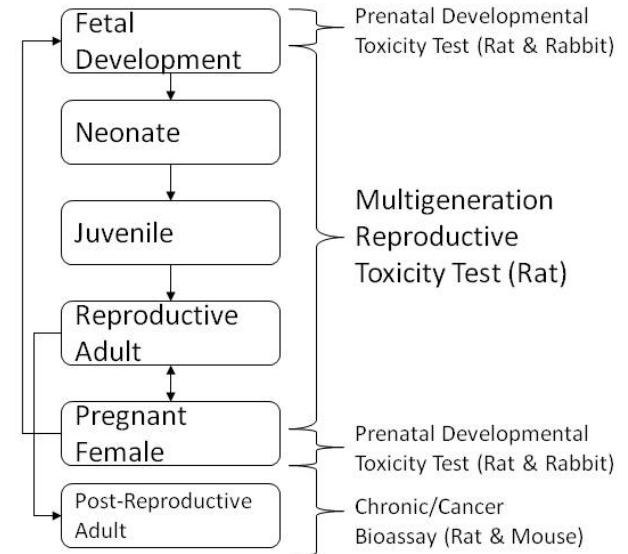 Fetal
Development
Prenatal Developmental
Toxicity Test (Rat & Rabbit)
Neonate
Juvenile
Multigeneration
Reproductive
Toxicity Test (Rat)
Reproductive
Adult
Pregnant
Female
Prenatal Developmental
Toxicity Test (Rat & Rabbit)
Post-Reproductive
Adult
Chronic/Cancer
Bioassay (Rat & Mouse)